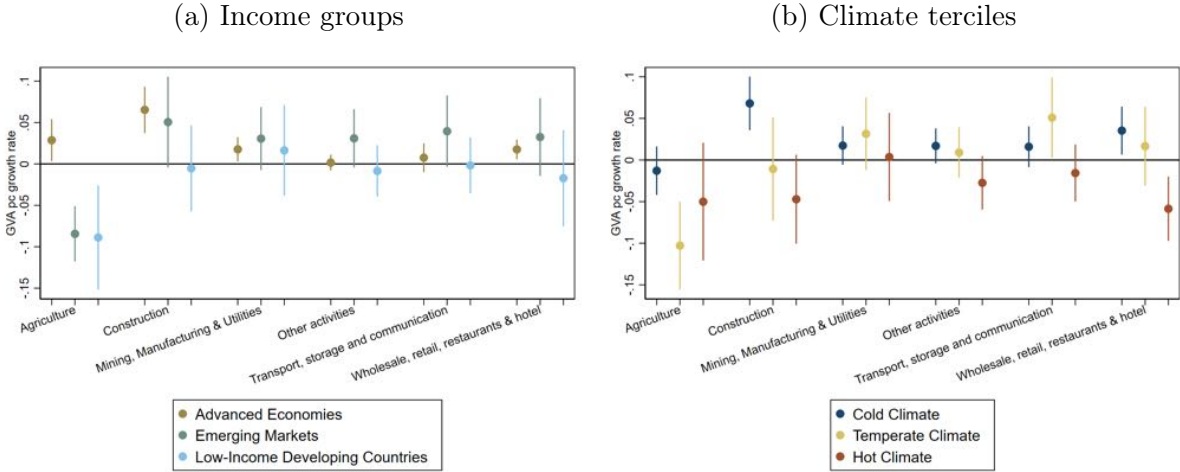 (a) Income groups
GVA pc growth rate
.1
.05
0
-.05
-.1
-.15
Agriculture
Construction
Mining, Manufacturing & Utilities
Other activities
Transport, storage and communication
Wholesale, retail, restaurants & hotel
Advanced Economies
Emerging Markets
Low-Income Developing Countries
(b) Climate terciles
GVA pc growth rate
.1
.05
0
-.05
-.1
-.15
Agriculture
Construction
Mining, Manufacturing & Utilities
Other activities
Transport, storage and communication
Wholesale, retail, restaurants & hotel
Cold Climate
Temperate Climate
Hot Climate